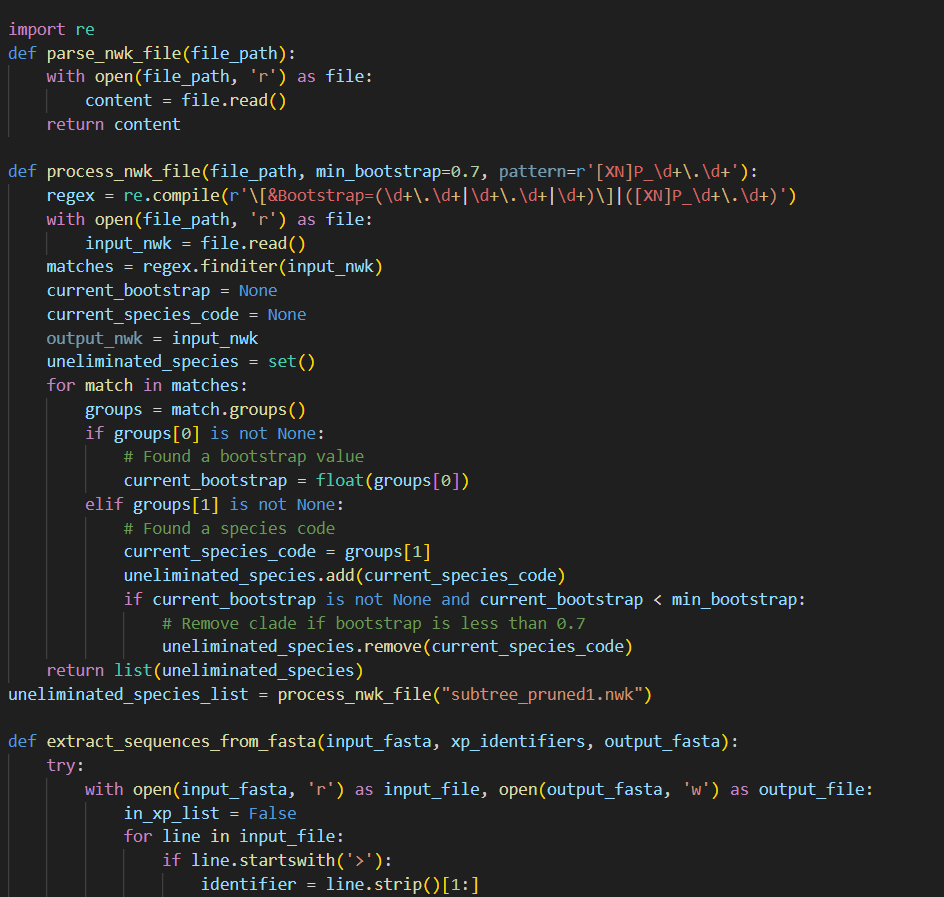 import re
def parse_nwk_file(file_path):
    with open(file_path, 'r') as file:
        content = file.read()
    return content

def process_nwk_file(file_path, min_bootstrap=0.7, pattern=r'[XN]P_\d+\.\d+'):
    regex = re.compile(r'\[&Bootstrap=(\d+\.\d+|\d+\.\d+|\d+)\]|([XN]P_\d+\.\d+)')
    with open(file_path, 'r') as file:
        input_nwk = file.read()
    matches = regex.finditer(input_nwk)
    current_bootstrap = None
    current_species_code = None
    output_nwk = input_nwk
    uneliminated_species = set()
    for match in matches:
        groups = match.groups()
        if groups[0] is not None:
            # Found a bootstrap value
            current_bootstrap = float(groups[0])
        elif groups[1] is not None:
            # Found a species code
            current_species_code = groups[1]
            uneliminated_species.add(current_species_code)
            if current_bootstrap is not None and current_bootstrap < min_bootstrap:
                # Remove clade if bootstrap is less than 0.7
                uneliminated_species.remove(current_species_code)
    return list(uneliminated_species)
uneliminated_species_list = process_nwk_file("subtree_pruned1.nwk")

def extract_sequences_from_fasta(input_fasta, xp_identifiers, output_fasta):
    try:
        with open(input_fasta, 'r') as input_file, open(output_fasta, 'w') as output_file:
            in_xp_list = False
            for line in input_file:
                if line.startswith('>'):
                    identifier = line.strip()[1:]